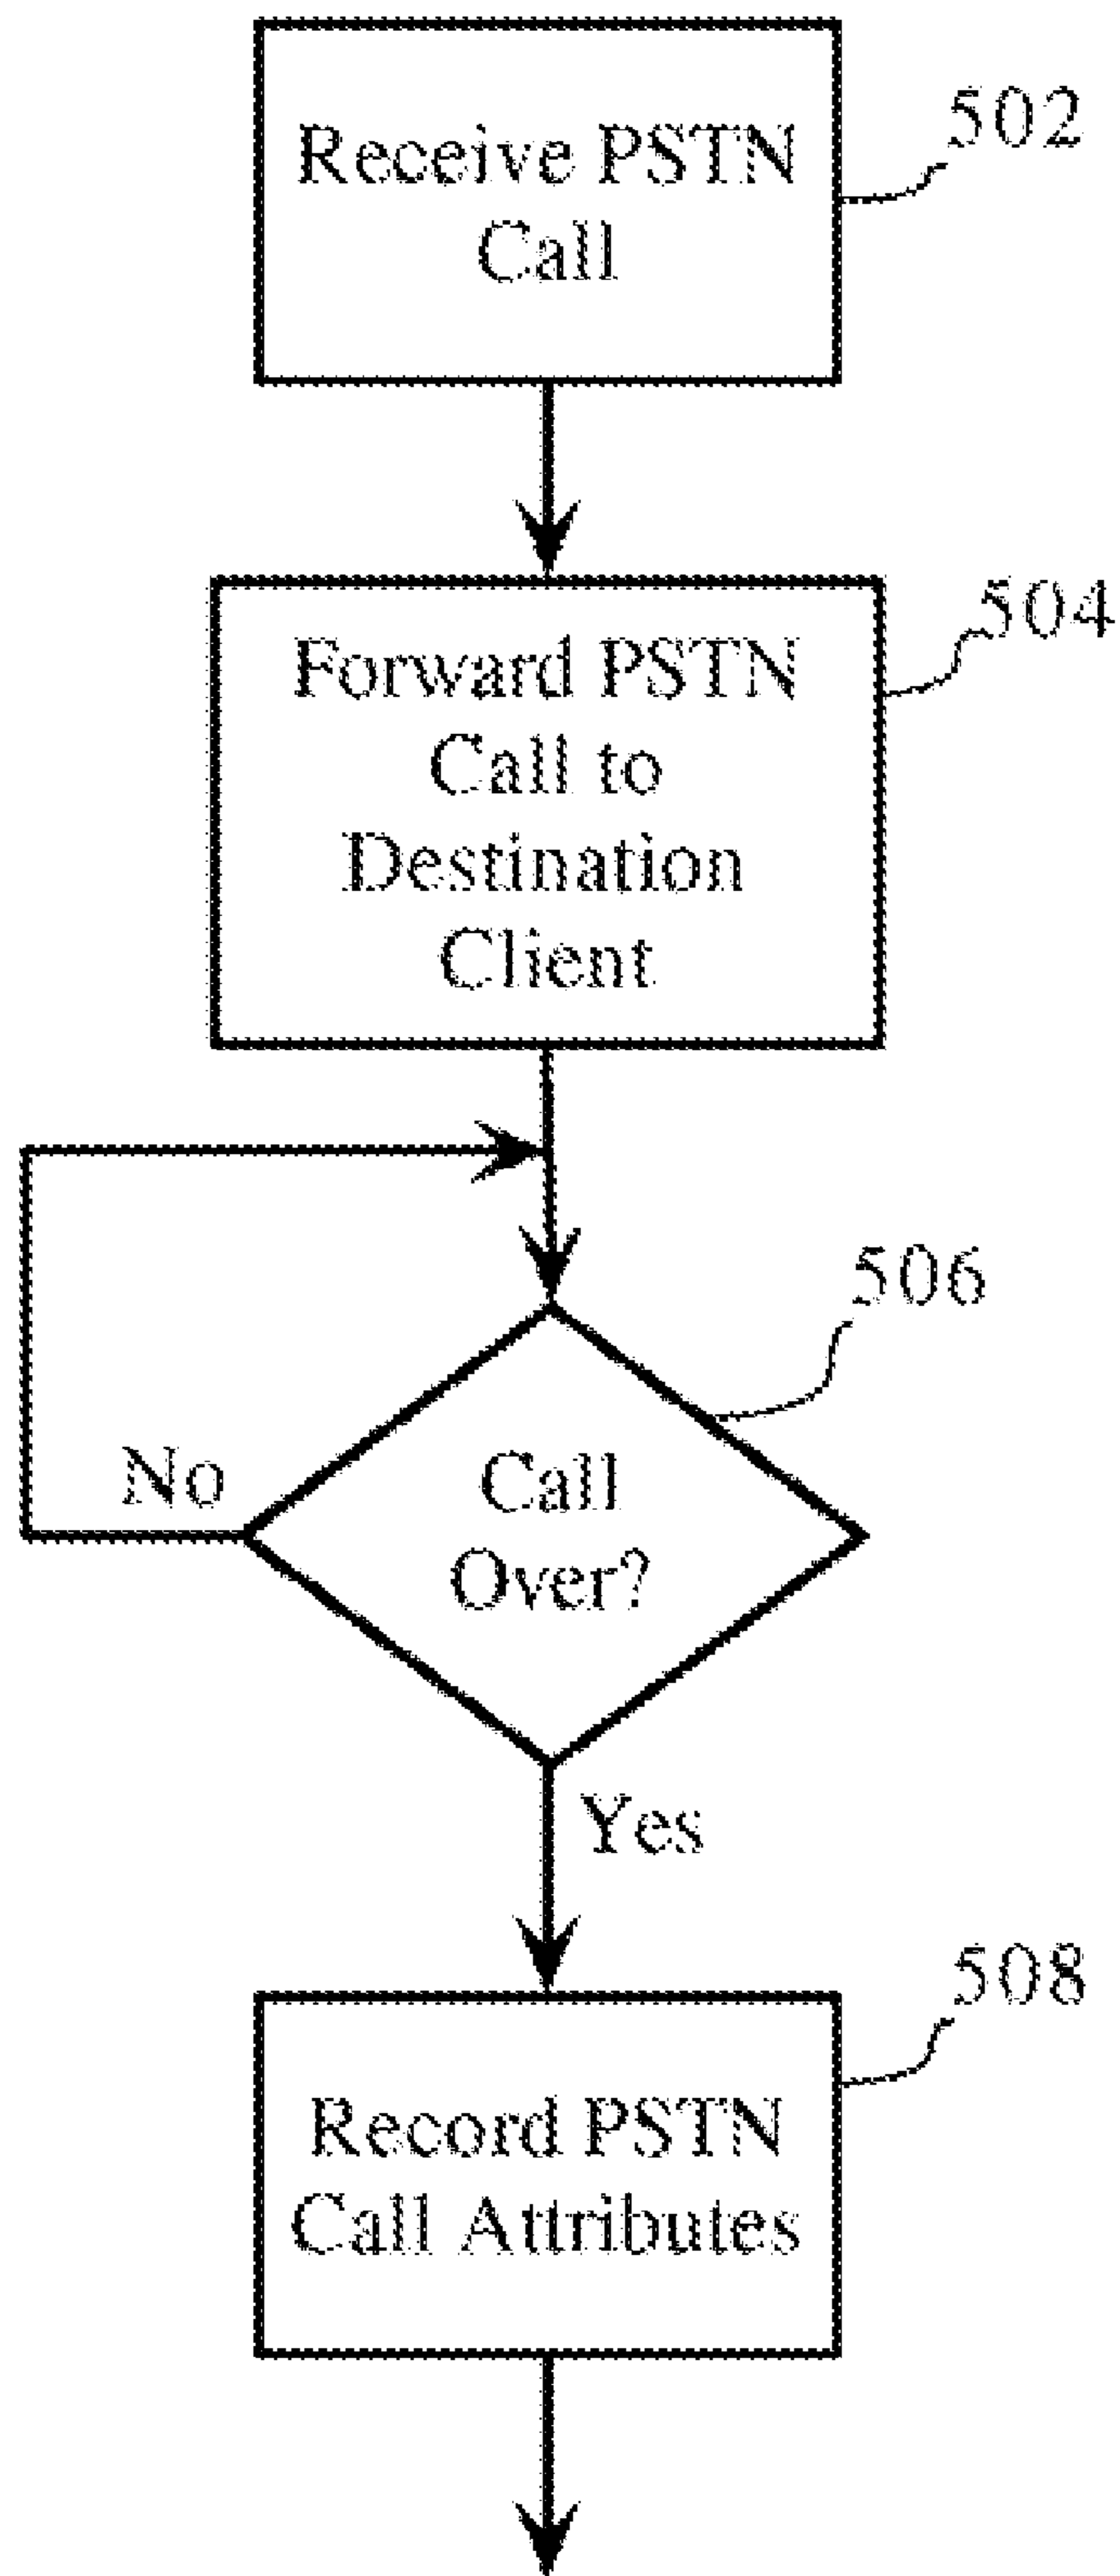 Receive PSTN
Call
502
Forward PSTN
Call to
Destination
Client
504
506
Call
Over?
No
Yes
508
Record PSTN
Call Attributes